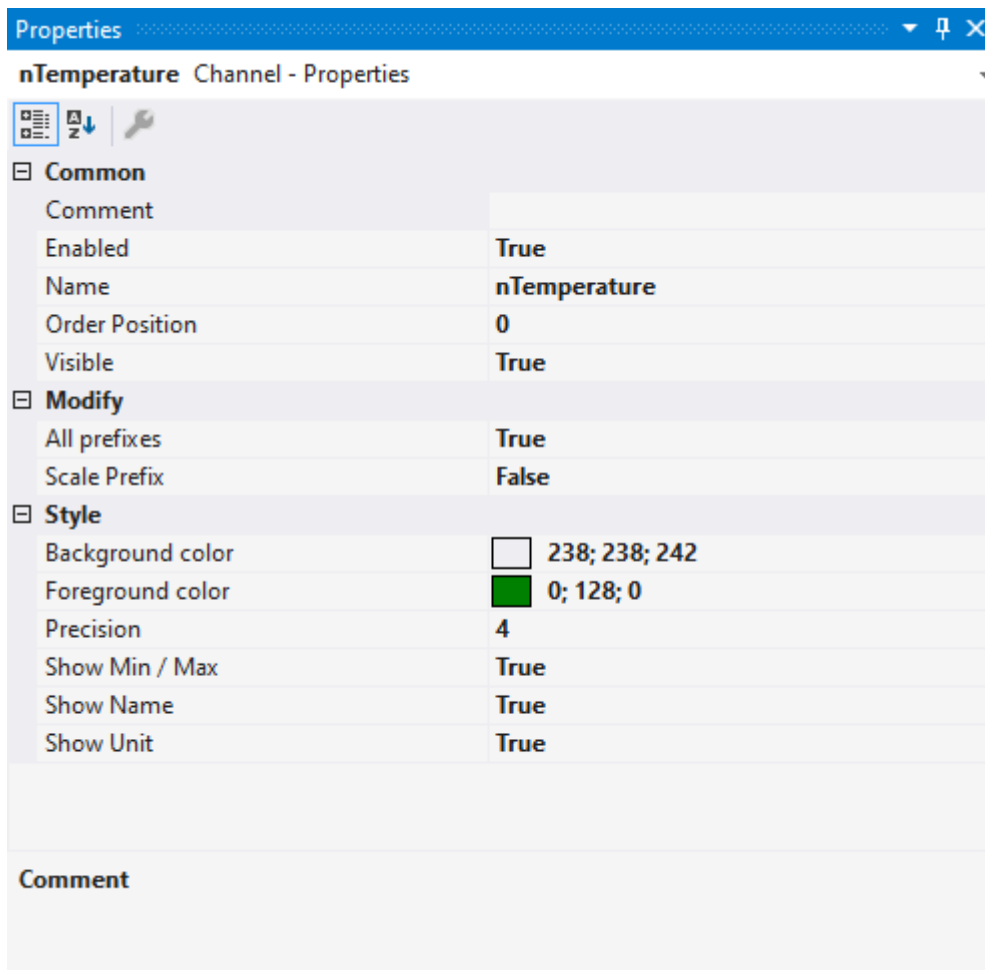 Properties
nTemperature Channel - Properties
Common
Comment
Enabled True
Name nTemperature
Order Position 0
Visible True
Modify
All prefixes True
Scale Prefix False
Style
Background color 238; 238; 242
Foreground color 0; 128; 0
Precision 4
Show Min / Max True
Show Name True
Show Unit True
Comment